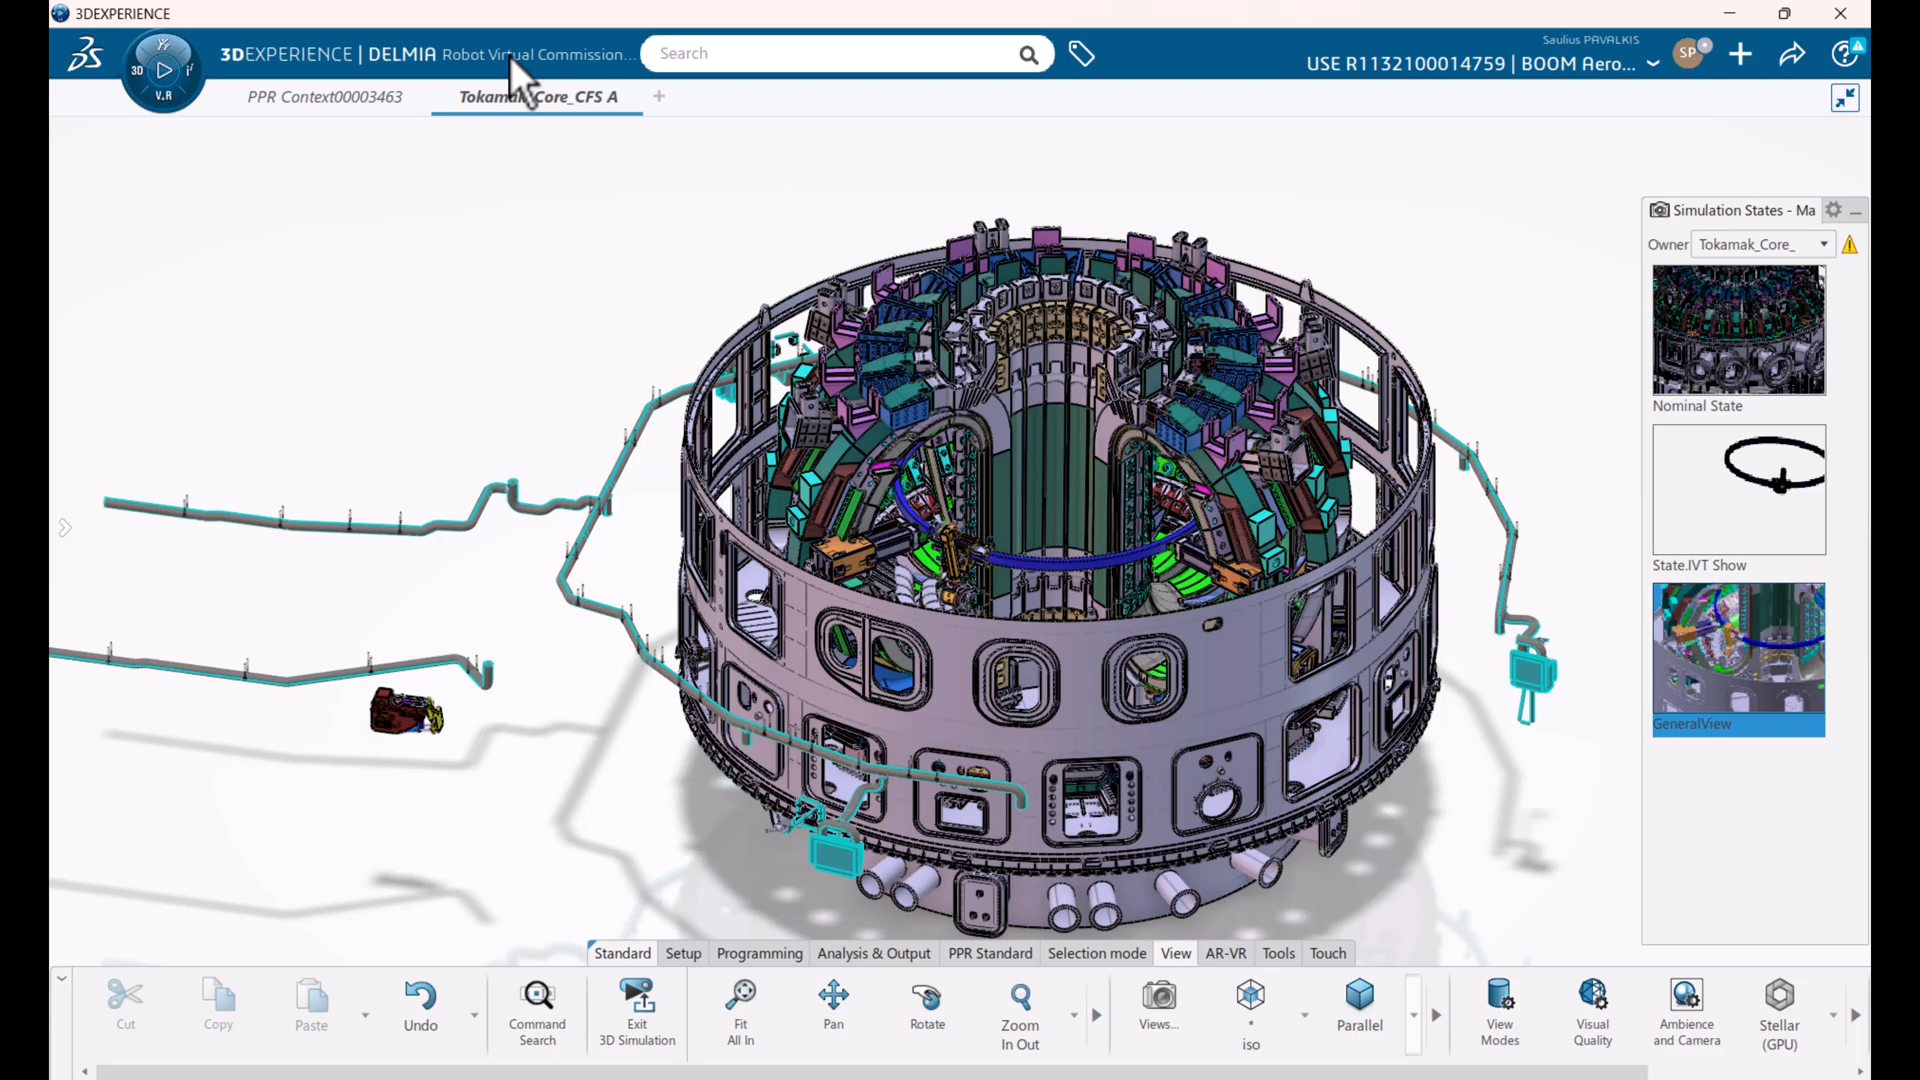 3DEXPERIENCE
3DEXPERIENCE | DELMIA Robot Virtual Commission...
Search
Saulius PAVALKIS
USE R1132100014759 | BOOM Aero...
SP
3D
V.R
PPR Context00003463
Tokamak_Core_CFS A
Simulation States - Ma
Owner Tokamak_Core_
Nominal State
State.IVT Show
GeneralView
Standard Setup Programming Analysis & Output PPR Standard Selection mode View AR-VR Tools Touch
Cut
Copy
Paste
Undo
Command
Search
Exit
3D Simulation
Fit
All In
Pan
Rotate
Zoom
In Out
Views...
*
iso
Parallel
View
Modes
Visual
Quality
Ambience
and Camera
Stellar
(GPU)